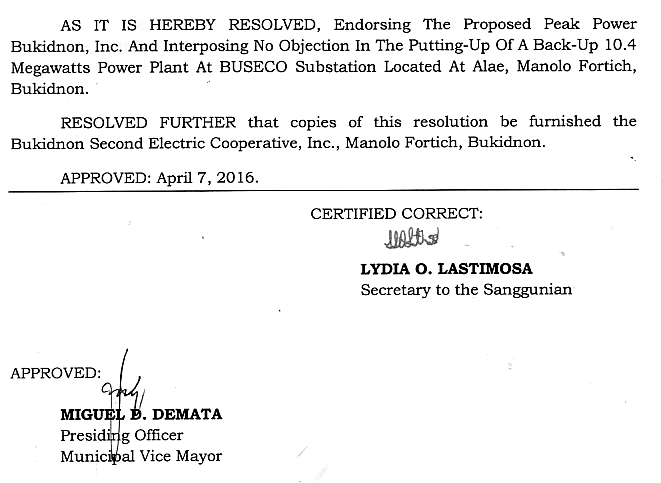 AS IT IS HEREBY RESOLVED, Endorsing The Proposed Peak Power
Bukidnon, Inc. And Interposing No Objection In The Putting-Up Of A Back-Up 10.4
Megawatts Power Plant At BUSECO Substation Located At Alae, Manolo Fortich,
Bukidnon.
RESOLVED FURTHER that copies of this resolution be furnished the
Bukidnon Second Electric Cooperative, Inc., Manolo Fortich, Bukidnon.
APPROVED: April 7, 2016.
CERTIFIED CORRECT:
LYDIA O. LASTIMOSA
Secretary to the Sanggunian
APPROVED:
MIGUEL D. DEMATA
Presiding Officer
Municipal Vice Mayor